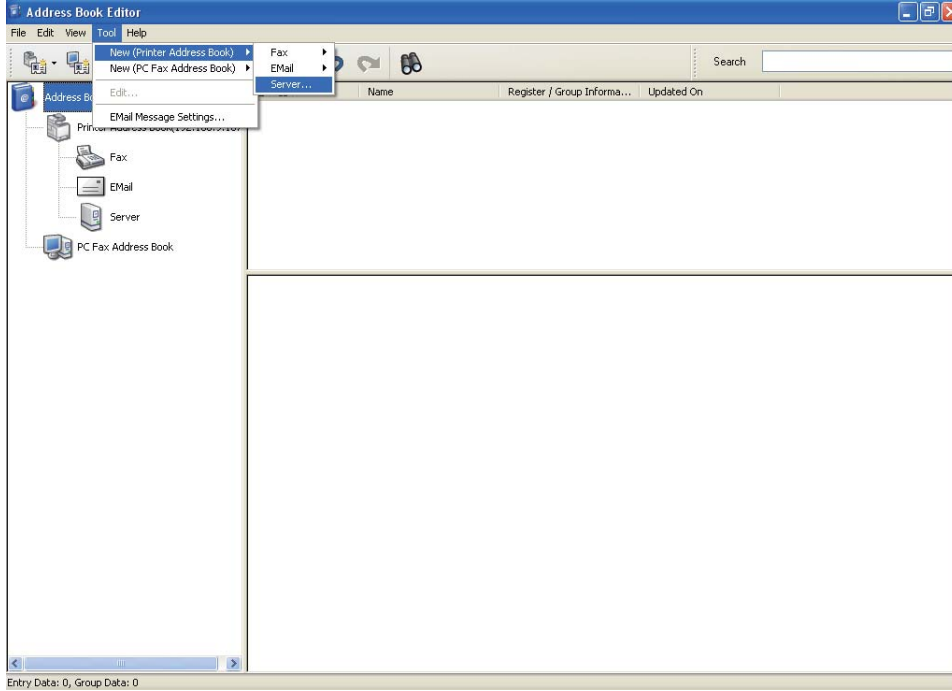 Address Book Editor
File Edit View Tool Help
New (Printer Address Book) Fax
New (PC Fax Address Book) EMail
Server...
Edit...
EMail Message Settings...
Search
Name Register / Group Informa... Updated On
Address Bo
Fax
EMail
Server
PC Fax Address Book
Entry Data: 0, Group Data: 0